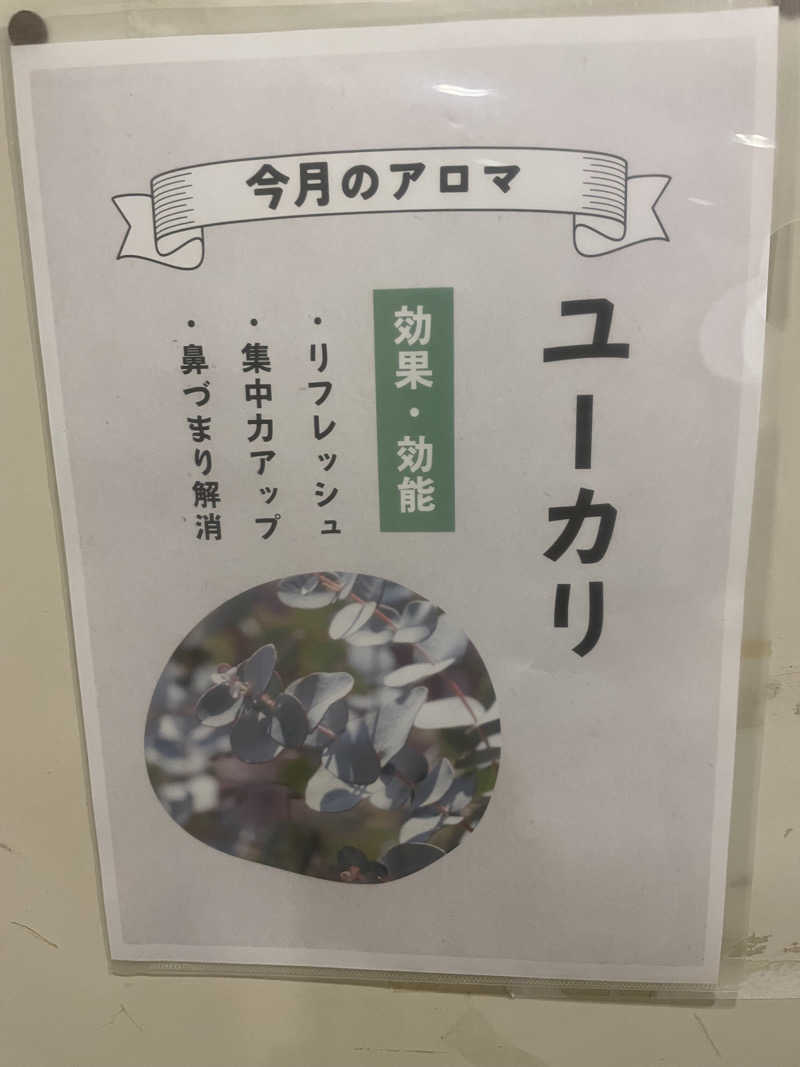 今月のアロマ
ユーカリ
効果・効能
・リフレッシュ
・集中力アップ
・鼻づまり解消